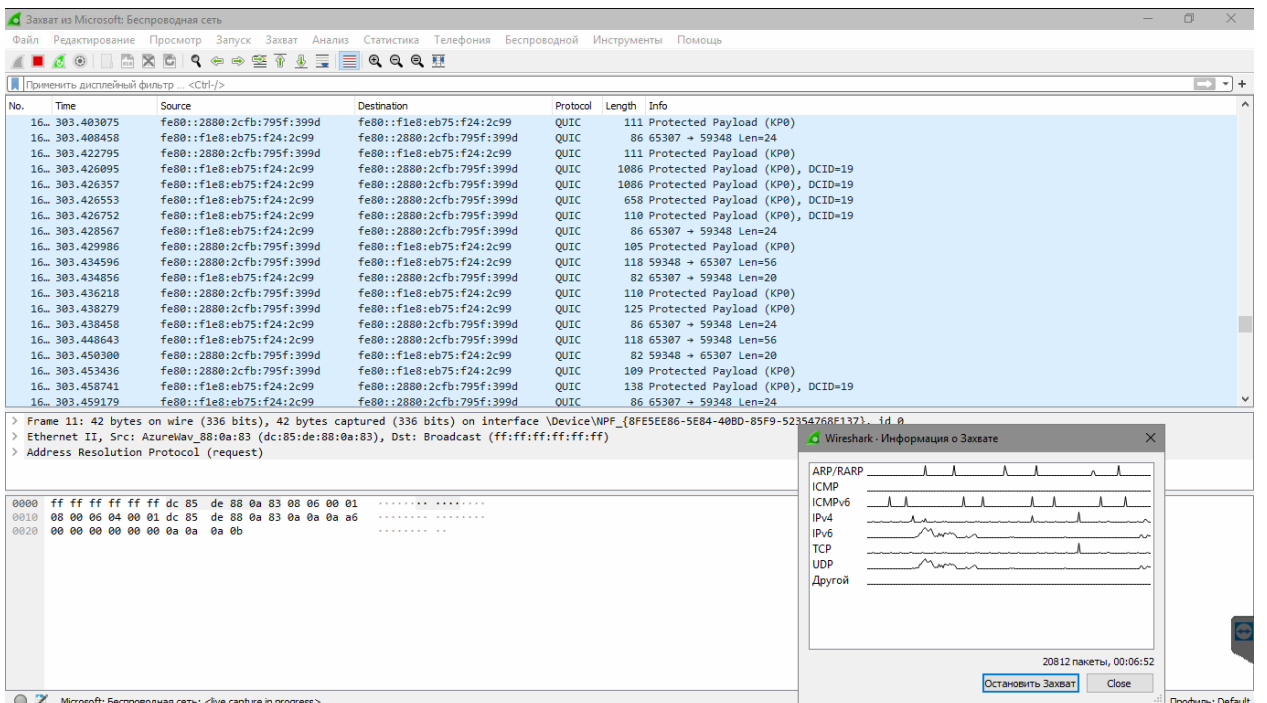 Захват из Microsoft: Беспроводная сеть
Файл Редактирование Просмотр Запуск Захват Анализ Статистика Телефония Беспроводной Инструменты Помощь
Применить дисплейный фильтр ... <Ctrl-/>
No. Time Source Destination Protocol Length Info
16… 303.403075 fe80::2880:2cfb:795f:399d fe80::f1e8:eb75:f24:2c99 QUIC 111 Protected Payload (KP0)
16… 303.408458 fe80::f1e8:eb75:f24:2c99 fe80::2880:2cfb:795f:399d QUIC 86 65307 → 59348 Len=24
16… 303.422795 fe80::2880:2cfb:795f:399d fe80::f1e8:eb75:f24:2c99 QUIC 111 Protected Payload (KP0)
16… 303.426095 fe80::f1e8:eb75:f24:2c99 fe80::2880:2cfb:795f:399d QUIC 1086 Protected Payload (KP0), DCID=19
16… 303.426357 fe80::f1e8:eb75:f24:2c99 fe80::2880:2cfb:795f:399d QUIC 1086 Protected Payload (KP0), DCID=19
16… 303.426553 fe80::f1e8:eb75:f24:2c99 fe80::2880:2cfb:795f:399d QUIC 658 Protected Payload (KP0), DCID=19
16… 303.426752 fe80::f1e8:eb75:f24:2c99 fe80::2880:2cfb:795f:399d QUIC 110 Protected Payload (KP0), DCID=19
16… 303.428567 fe80::f1e8:eb75:f24:2c99 fe80::2880:2cfb:795f:399d QUIC 86 65307 → 59348 Len=24
16… 303.429986 fe80::2880:2cfb:795f:399d fe80::f1e8:eb75:f24:2c99 QUIC 105 Protected Payload (KP0)
16… 303.434596 fe80::2880:2cfb:795f:399d fe80::f1e8:eb75:f24:2c99 QUIC 118 59348 → 65307 Len=56
16… 303.434856 fe80::f1e8:eb75:f24:2c99 fe80::2880:2cfb:795f:399d QUIC 82 65307 → 59348 Len=20
16… 303.436218 fe80::2880:2cfb:795f:399d fe80::f1e8:eb75:f24:2c99 QUIC 110 Protected Payload (KP0)
16… 303.438279 fe80::2880:2cfb:795f:399d fe80::f1e8:eb75:f24:2c99 QUIC 125 Protected Payload (KP0)
16… 303.438458 fe80::f1e8:eb75:f24:2c99 fe80::2880:2cfb:795f:399d QUIC 86 65307 → 59348 Len=24
16… 303.448643 fe80::f1e8:eb75:f24:2c99 fe80::2880:2cfb:795f:399d QUIC 118 65307 → 59348 Len=56
16… 303.450300 fe80::2880:2cfb:795f:399d fe80::f1e8:eb75:f24:2c99 QUIC 82 59348 → 65307 Len=20
16… 303.453436 fe80::2880:2cfb:795f:399d fe80::f1e8:eb75:f24:2c99 QUIC 109 Protected Payload (KP0)
16… 303.458741 fe80::f1e8:eb75:f24:2c99 fe80::2880:2cfb:795f:399d QUIC 138 Protected Payload (KP0), DCID=19
16… 303.459179 fe80::f1e8:eb75:f24:2c99 fe80::2880:2cfb:795f:399d QUIC 86 65307 → 59348 Len=24
Frame 11: 42 bytes on wire (336 bits), 42 bytes captured (336 bits) on interface \Device\NPF_{8FE5EE86-5E84-40BD-85F9-52354768E137}, id 0
Ethernet II, Src: AzureWav_88:0a:83 (dc:85:de:88:0a:83), Dst: Broadcast (ff:ff:ff:ff:ff:ff)
Address Resolution Protocol (request)
0000 ff ff ff ff ff ff dc 85 de 88 0a 83 08 06 00 01 ········ ········
0010 08 00 06 04 00 01 dc 85 de 88 0a 83 0a 0a 0a a6 ········ ········
0020 00 00 00 00 00 00 0a 0a 0a 0b ········ ··
Wireshark · Информация о Захвате
ARP/RARP
ICMP
ICMPv6
IPv4
IPv6
TCP
UDP
Другой
20812 пакеты, 00:06:52
Остановить Захват Close
Microsoft: Беспроводная сеть: <live capture in progress>
Профиль: Default